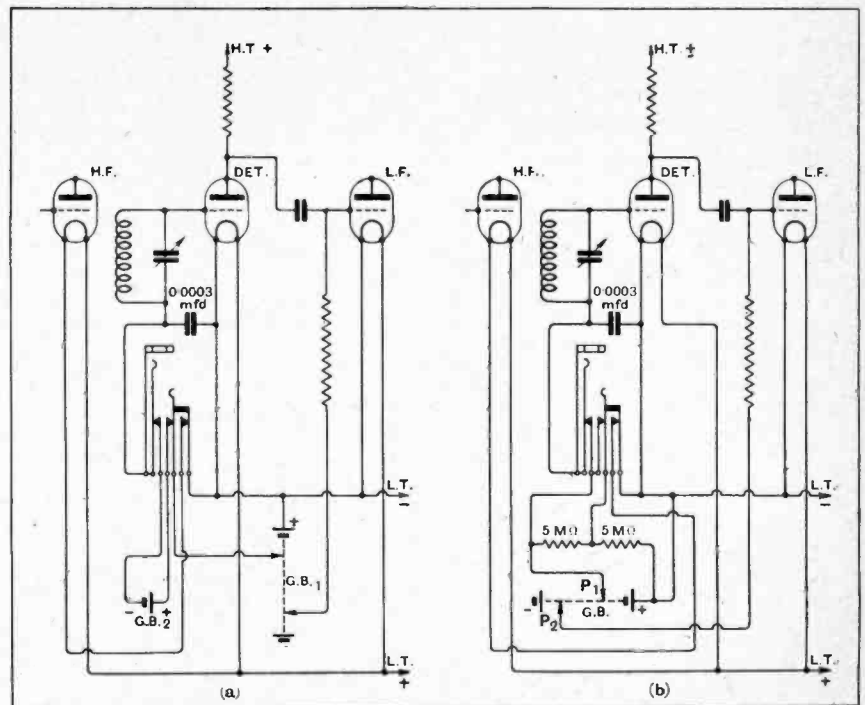 H.T. +
H.F.
DET.
L.F.
0·0003
mfd
L.T.
−
+
G.B.1
− +
G.B.2
L.T.
+
(a)
H.T. ±
H.F.
DET.
L.F.
0·0003
mfd
L.T.
−
5 MΩ 5 MΩ
P1
− +
P2 G.B.
L.T.
+
(b)